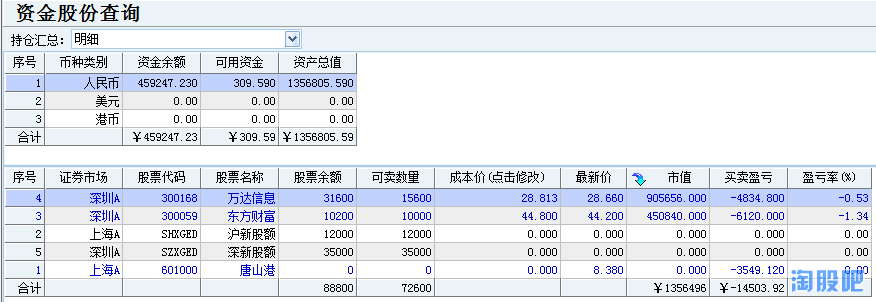 资金股份查询
持仓汇总: 明细
序号 币种类别 资金余额 可用资金 资产总值
1 人民币 459247.230 309.590 1356805.590
2 美元 0.00 0.00 0.00
3 港币 0.00 0.00 0.00
合计 ￥459247.23 ￥309.59 ￥1356805.59
序号 证券市场 股票代码 股票名称 股票余额 可卖数量 成本价(点击修改) 最新价 市值 买卖盈亏 盈亏率(%)
4 深圳A 300168 万达信息 31600 15600 28.813 28.660 905656.000 -4834.800 -0.53
3 深圳A 300059 东方财富 10200 10000 44.800 44.200 450840.000 -6120.000 -1.34
2 上海A SHXGED 沪新股额 12000 12000 0.000 0.000 0.000 0.000 0.00
5 深圳A SZXGED 深新股额 35000 35000 0.000 0.000 0.000 0.000 0.00
1 上海A 601000 唐山港 0 0 0.000 8.380 0.000 -3549.120 0.00
合计 88800 72600 ￥1356496 ￥-14503.92
淘股吧